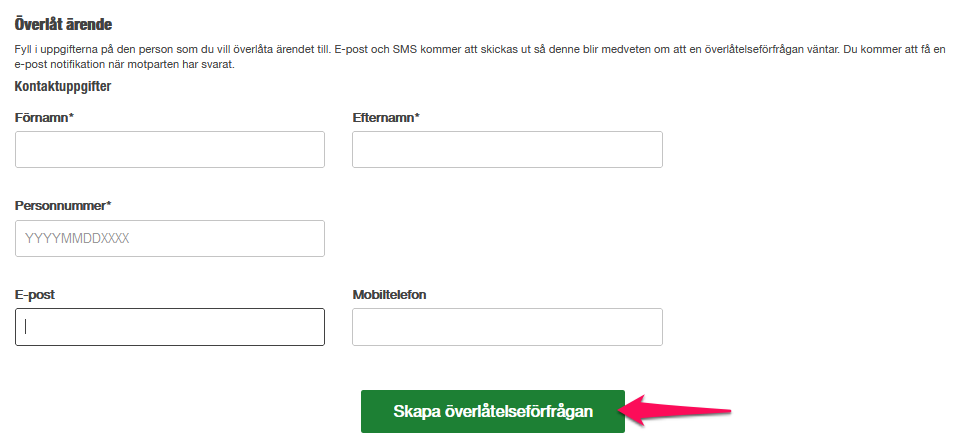 Överlåt ärende
Fyll i uppgifterna på den person som du vill överlåta ärendet till. E-post och SMS kommer att skickas ut så denne blir medveten om att en överlåtelseförfrågan väntar. Du kommer att få en
e-post notifikation när motparten har svarat.
Kontaktuppgifter
Förnamn* Efternamn*
Personnummer*
YYYYMMDDXXXX
E-post Mobiltelefon
Skapa överlåtelseförfrågan